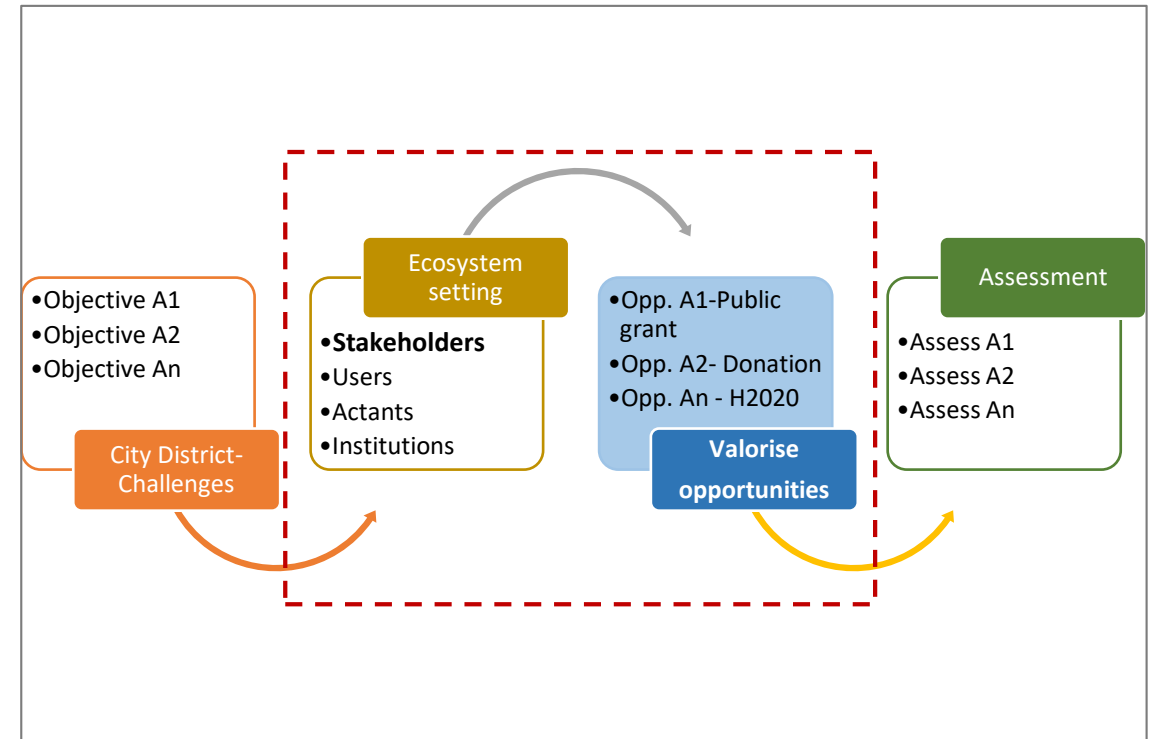 •Objective A1
•Objective A2
•Objective An
City District-
Challenges
Ecosystem
setting
•Stakeholders
•Users
•Actants
•Institutions
•Opp. A1-Public
grant
•Opp. A2- Donation
•Opp. An - H2020
Valorise
opportunities
Assessment
•Assess A1
•Assess A2
•Assess An